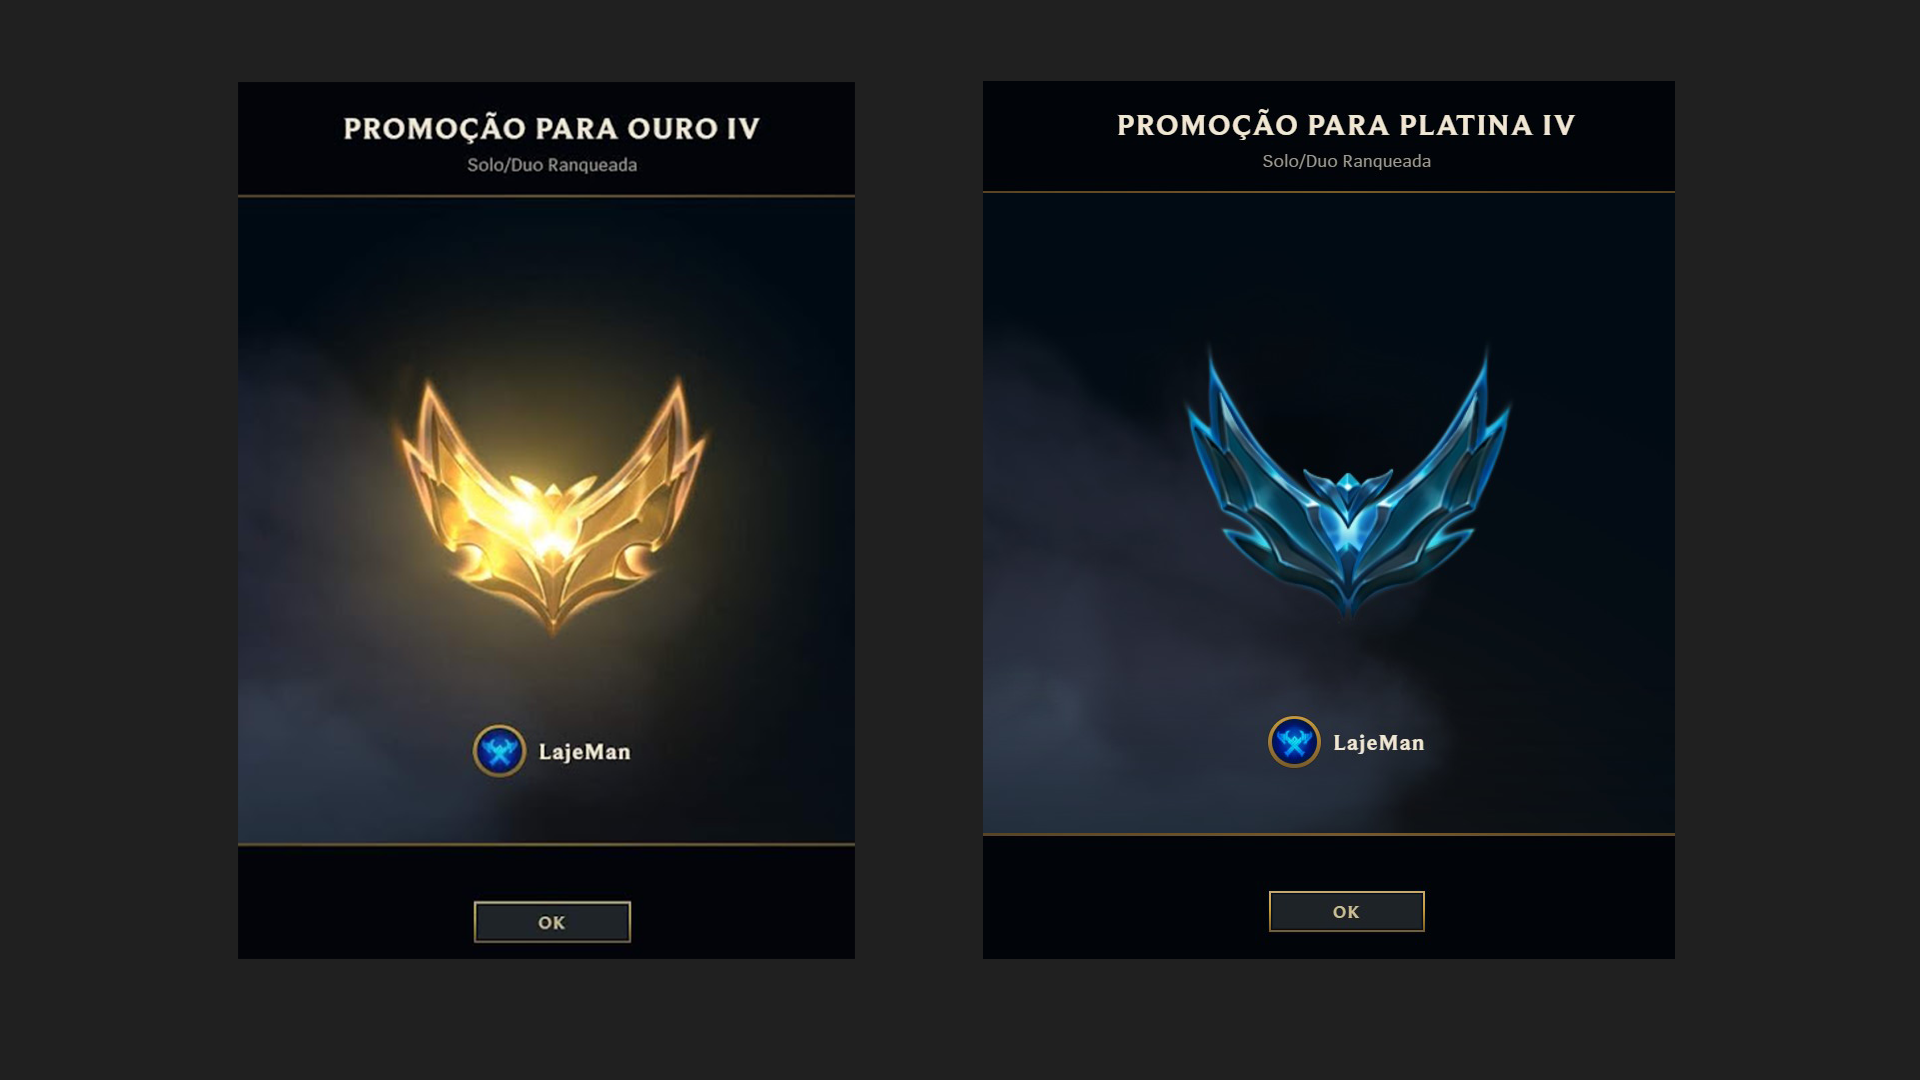 PROMOÇÃO PARA OURO IV
Solo/Duo Ranqueada
LajeMan
OK
PROMOÇÃO PARA PLATINA IV
Solo/Duo Ranqueada
LajeMan
OK